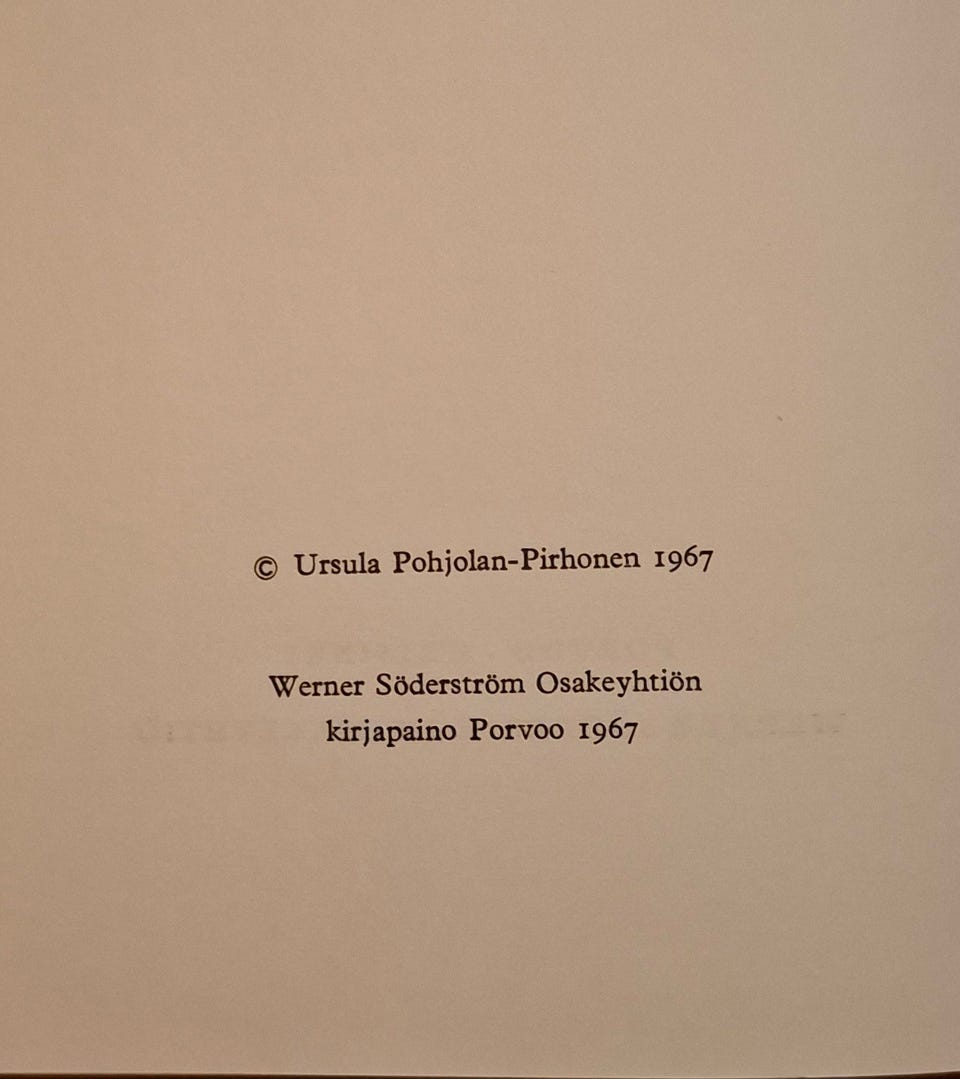 © Ursula Pohjolan-Pirhonen 1967
Werner Söderström Osakeyhtiön
kirjapaino Porvoo 1967